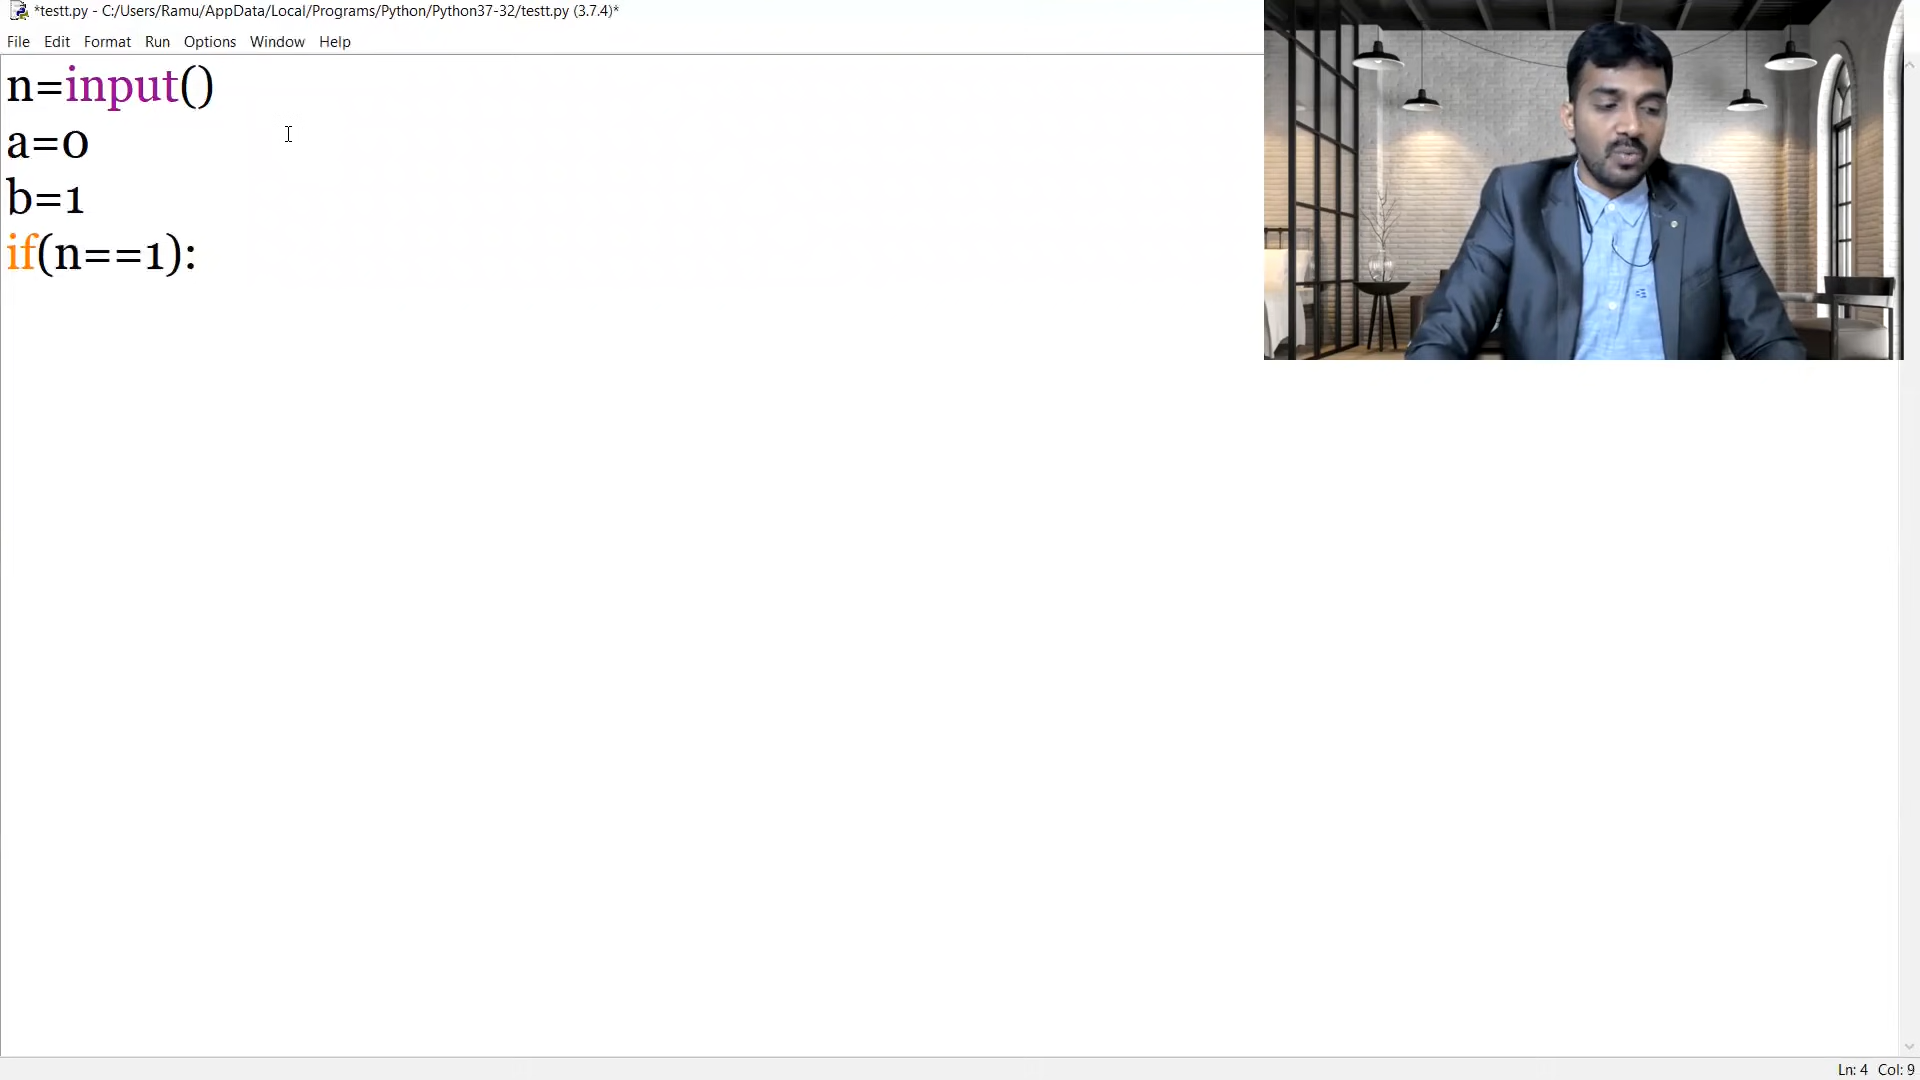 *testt.py - C:/Users/Ramu/AppData/Local/Programs/Python/Python37-32/testt.py (3.7.4)*
File Edit Format Run Options Window Help
n=input()
a=0
b=1
if(n==1):
Ln: 4 Col: 9